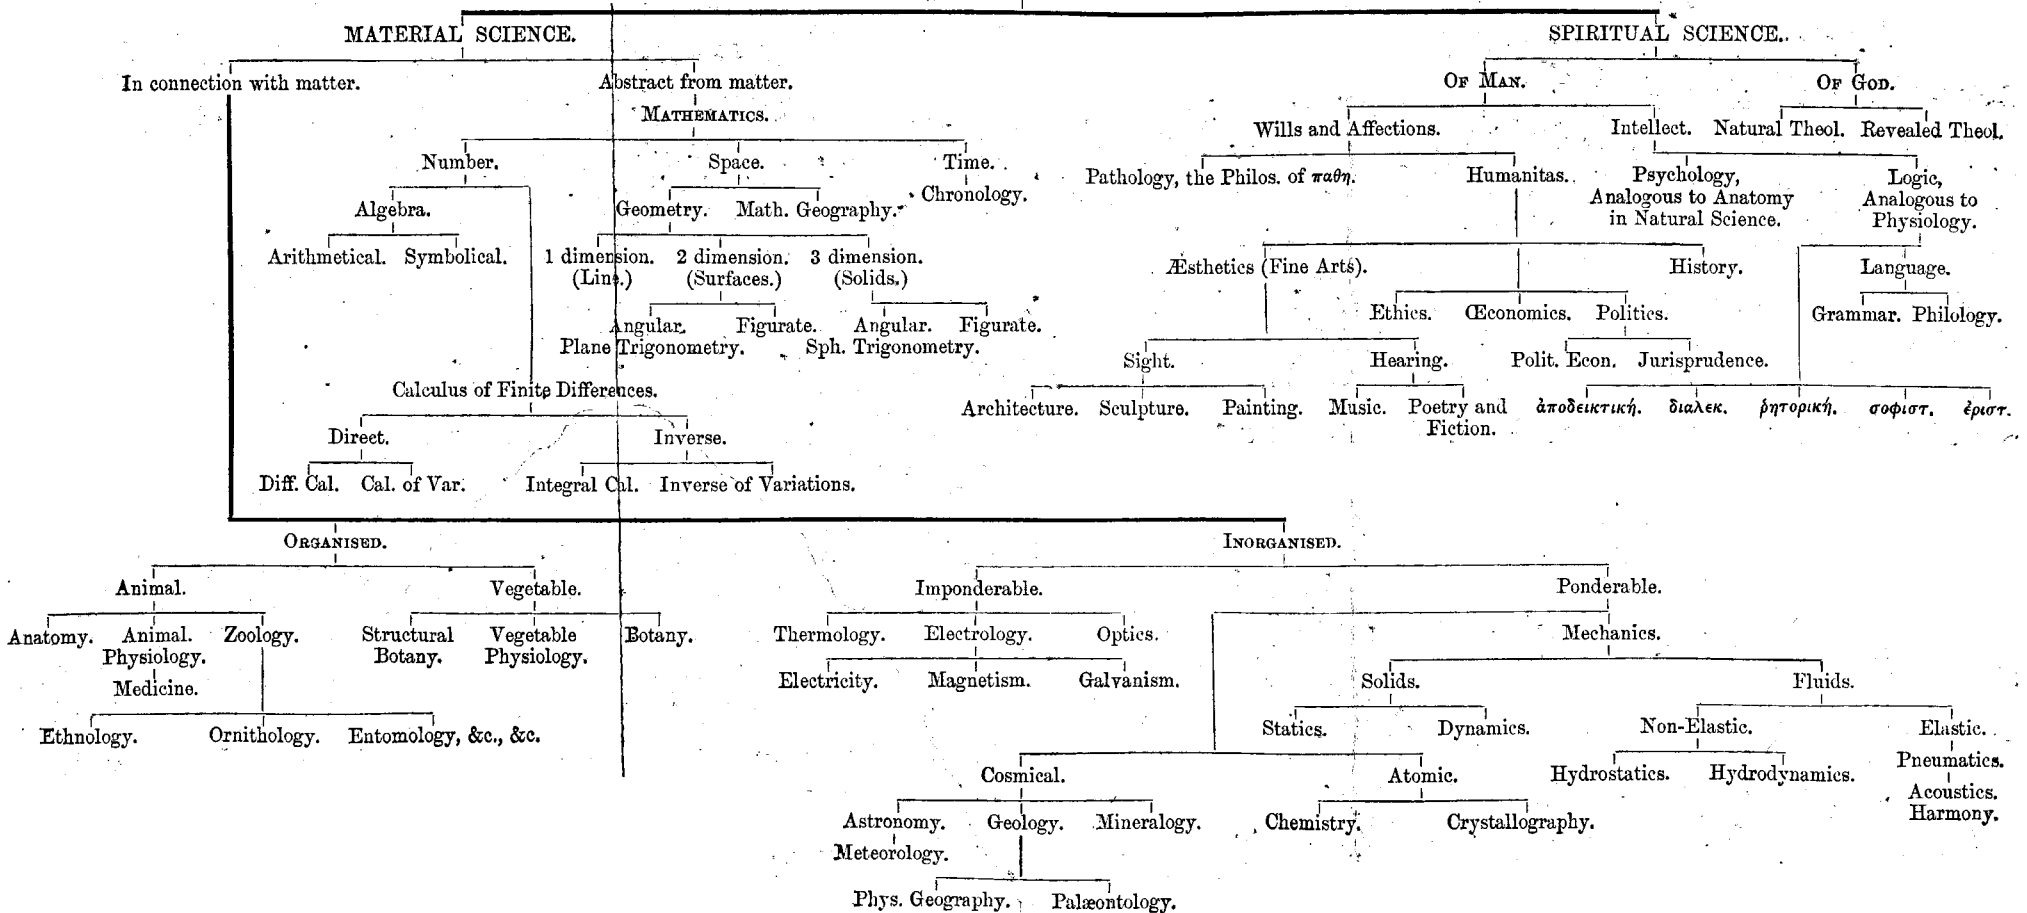 MATERIAL SCIENCE.
SPIRITUAL SCIENCE.
In connection with matter.
Abstract from matter.
OF MAN.
OF GOD.
MATHEMATICS.
Wills and Affections.
Intellect.
Natural Theol.
Revealed Theol.
Number.
Space.
Time.
Chronology.
Pathology, the Philos. of παθη.
Humanitas.
Psychology,
Analogous to Anatomy
in Natural Science.
Logic,
Analogous to
Physiology.
Algebra.
Geometry.
Math. Geography.
Arithmetical.
Symbolical.
1 dimension.
(Line.)
2 dimension.
(Surfaces.)
3 dimension.
(Solids.)
Æsthetics (Fine Arts).
History.
Language.
Angular.
Plane Trigonometry.
Figurate.
Angular.
Sph. Trigonometry.
Figurate.
Ethics.
Œconomics.
Politics.
Grammar.
Philology.
Sight.
Hearing.
Polit. Econ.
Jurisprudence.
Calculus of Finite Differences.
Architecture.
Sculpture.
Painting.
Music.
Poetry and
Fiction.
ἀποδεικτική.
διαλεκ.
ῥητορική.
σοφιστ.
ἐριστ.
Direct.
Inverse.
Diff. Cal.
Cal. of Var.
Integral Cal.
Inverse of Variations.
ORGANISED.
INORGANISED.
Animal.
Vegetable.
Imponderable.
Ponderable.
Anatomy.
Animal.
Physiology.
Medicine.
Zoology.
Structural
Botany.
Vegetable
Physiology.
Botany.
Thermology.
Electrology.
Optics.
Mechanics.
Electricity.
Magnetism.
Galvanism.
Solids.
Fluids.
Ethnology.
Ornithology.
Entomology, &c., &c.
Statics.
Dynamics.
Non-Elastic.
Elastic.
Pneumatics.
Acoustics.
Harmony.
Cosmical.
Atomic.
Hydrostatics.
Hydrodynamics.
Astronomy.
Meteorology.
Geology.
Mineralogy.
Chemistry.
Crystallography.
Phys. Geography.
Palæontology.